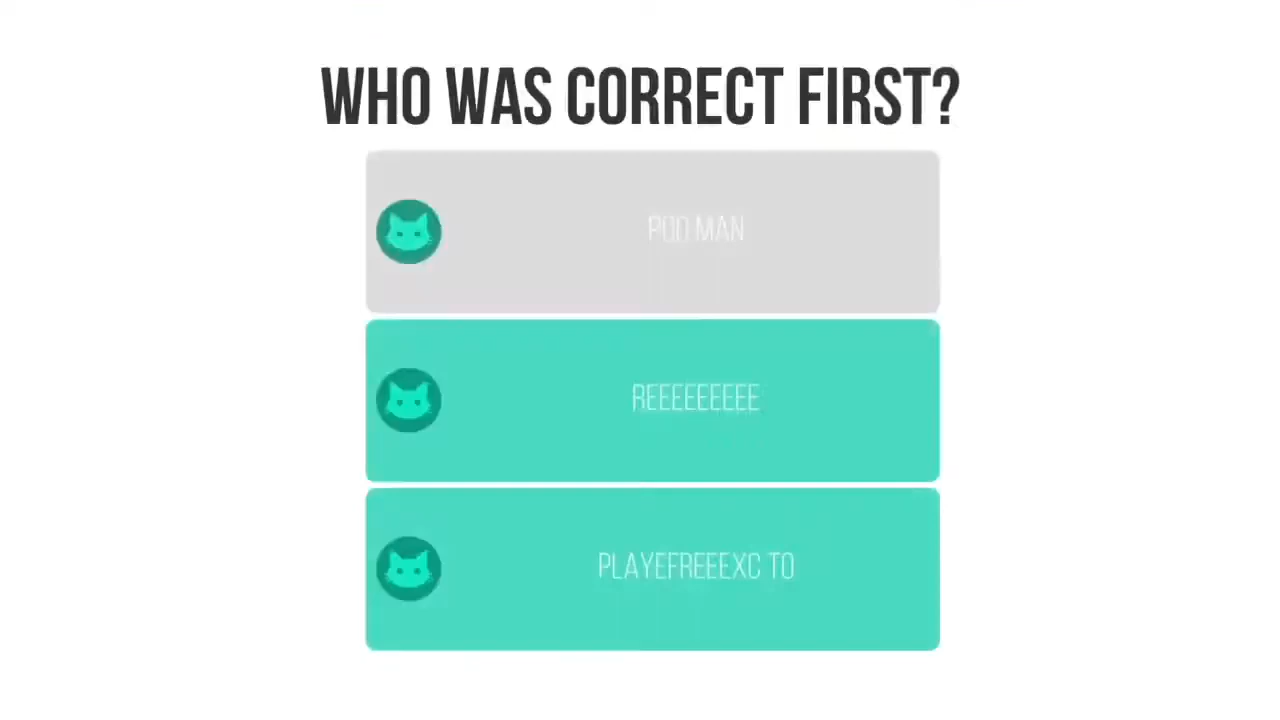 WHO WAS CORRECT FIRST?
POO MAN
REEEEEEEEE
PLAYEFREEEXC TO